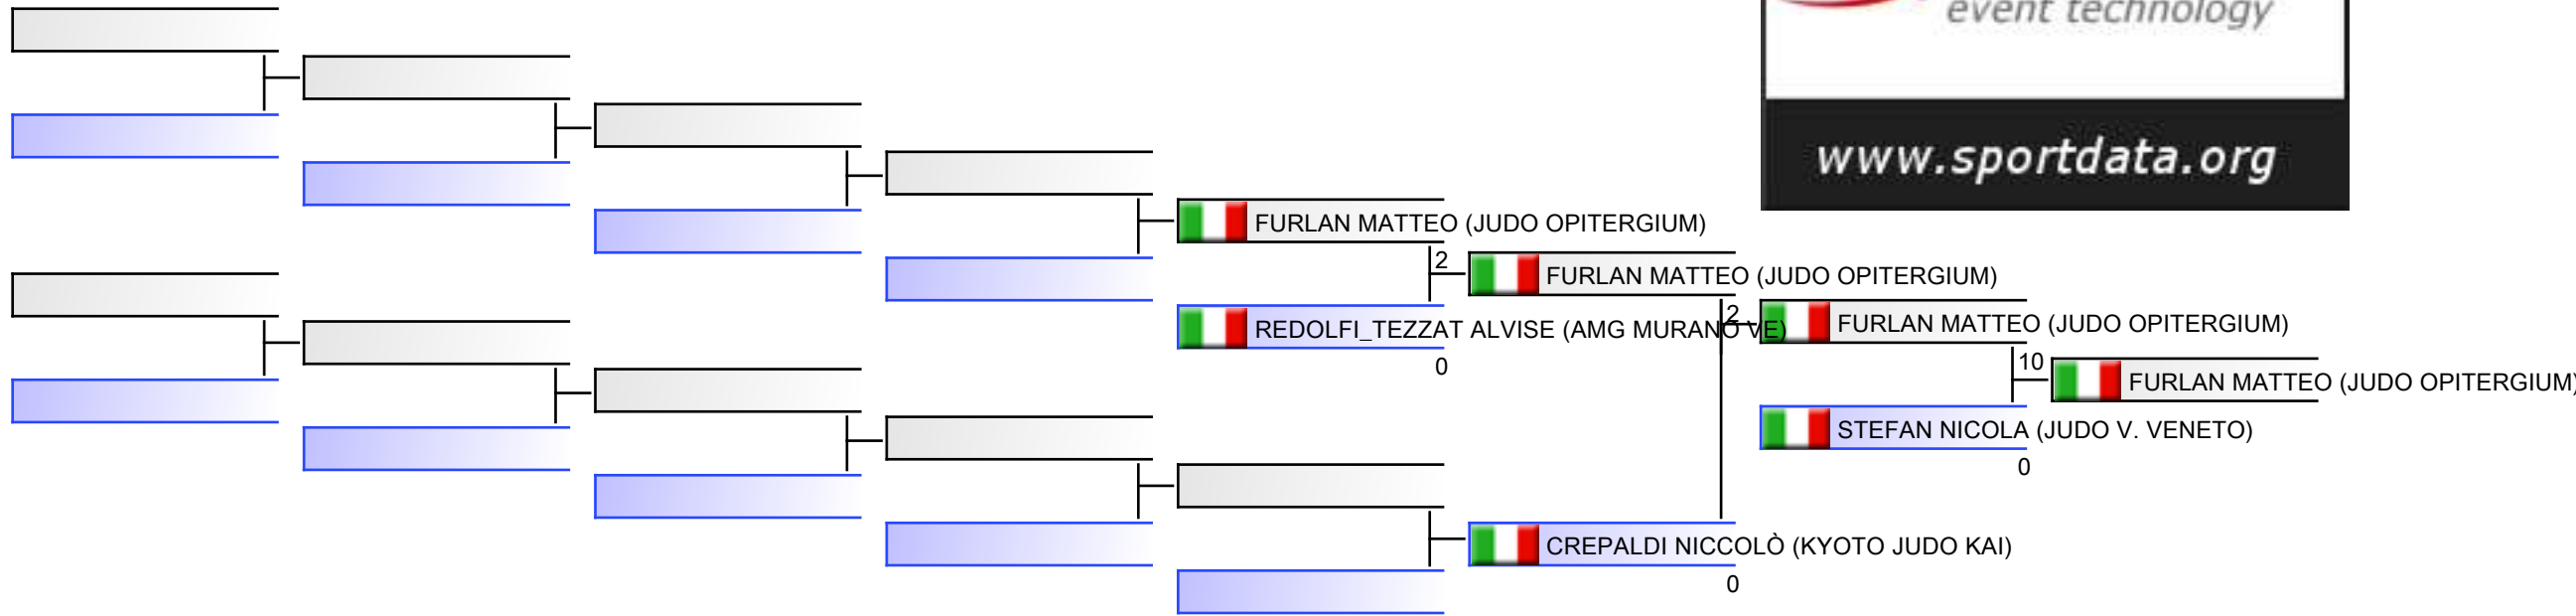 event technology
www.sportdata.org
FURLAN MATTEO (JUDO OPITERGIUM)
2
FURLAN MATTEO (JUDO OPITERGIUM)
REDOLFI_TEZZAT ALVISE (AMG MURANO VE)
0
2
FURLAN MATTEO (JUDO OPITERGIUM)
10
FURLAN MATTEO (JUDO OPITERGIUM)
STEFAN NICOLA (JUDO V. VENETO)
0
CREPALDI NICCOLÒ (KYOTO JUDO KAI)
0